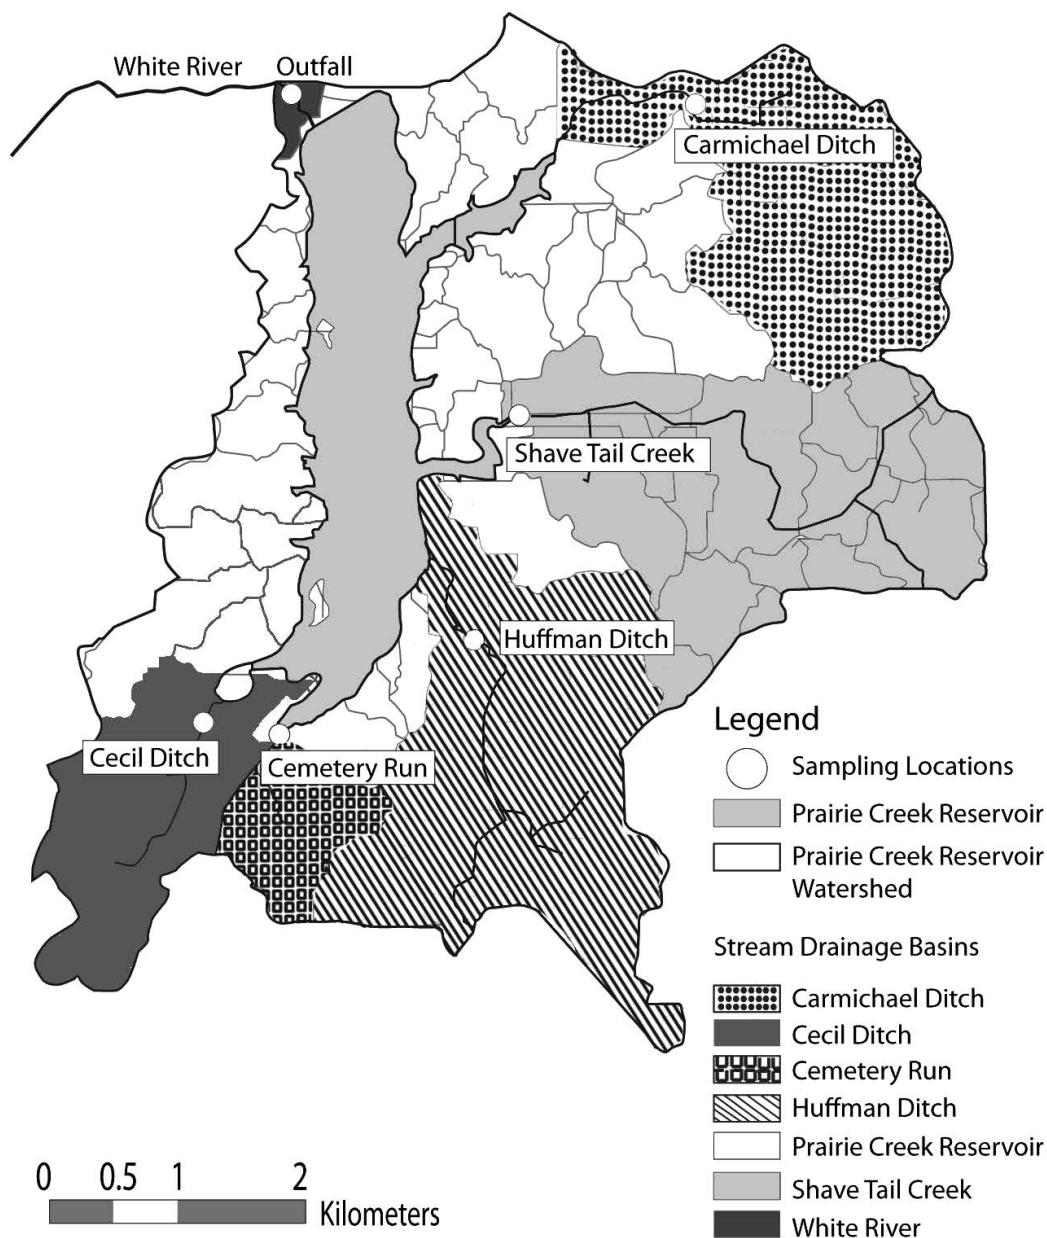 White River
Outfall
Carmichael Ditch
Shave Tail Creek
Huffman Ditch
Cecil Ditch
Cemetery Run
Legend
Sampling Locations
Prairie Creek Reservoir
Prairie Creek Reservoir
Watershed
Stream Drainage Basins
Carmichael Ditch
Cecil Ditch
Cemetery Run
Huffman Ditch
Prairie Creek Reservoir
Shave Tail Creek
White River
0 0.5 1 2
Kilometers